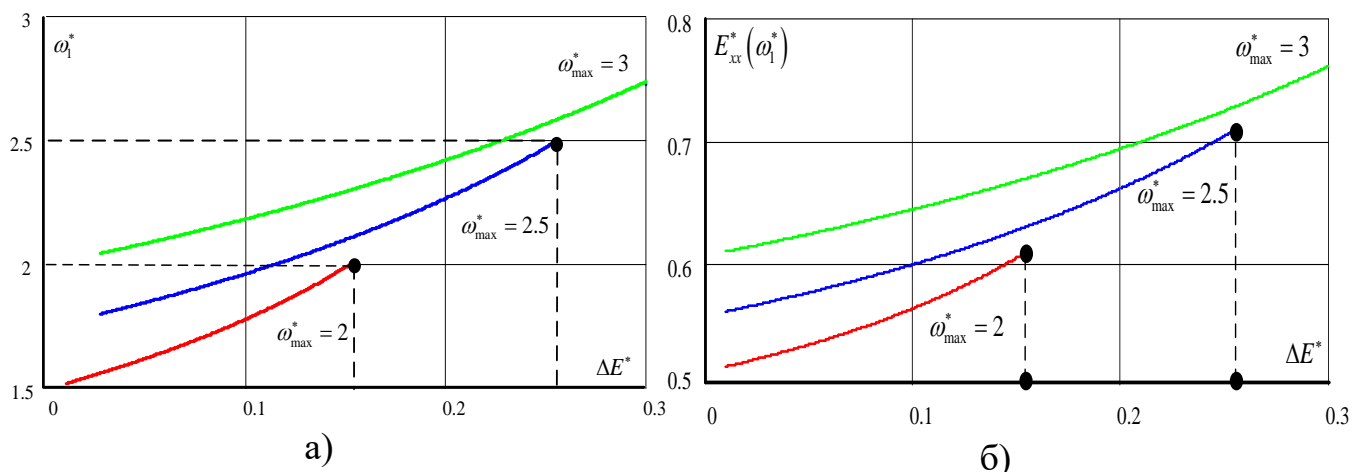 3
ω₁*
ω*max = 3
2.5
ω*max = 2.5
2
ω*max = 2
ΔE*
1.5
0
0.1
0.2
0.3
а)
0.8
E*xx(ω₁*)
ω*max = 3
0.7
ω*max = 2.5
0.6
ω*max = 2
ΔE*
0.5
0
0.1
0.2
0.3
б)